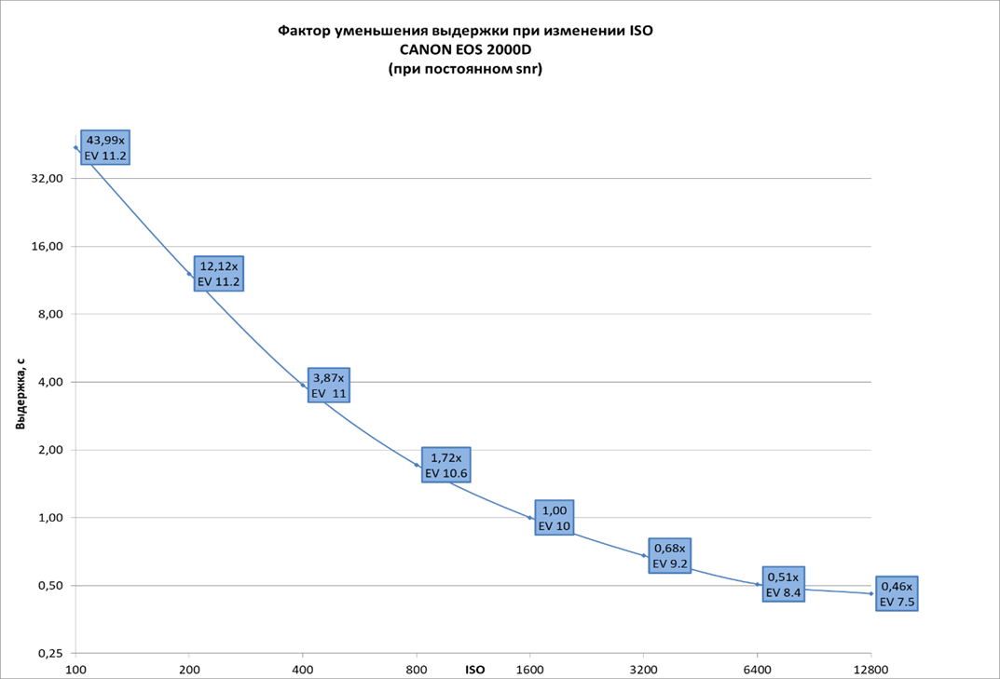 Фактор уменьшения выдержки при изменении ISO
CANON EOS 2000D
(при постоянном snr)
43,99x
EV 11.2
32,00
16,00
12,12x
EV 11.2
8,00
4,00
3,87x
EV  11
Выдержка, с
2,00
1,72x
EV 10.6
1,00
1,00
EV 10
0,68x
EV 9.2
0,50
0,51x
EV 8.4
0,46x
EV 7.5
0,25
100 200 400 800 ISO 1600 3200 6400 12800